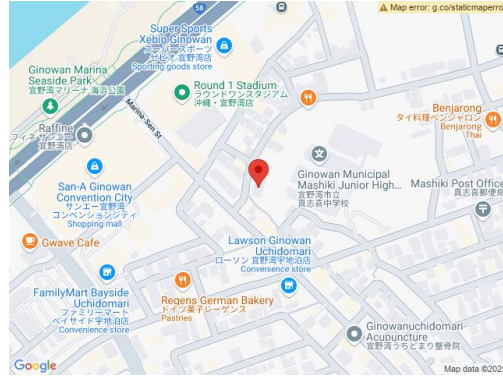 Map error: g.co/staticmaperro
58
Super Sports
Xebio Ginowan
スーパースポーツ
ゼビオ 宜野湾店
Sporting goods store
Ginowan Marina
Seaside Park
宜野湾マリーナ 海浜公園
Round 1 Stadium
ラウンドワンスタジアム
沖縄・宜野湾店
Marina-Sen St
Benjarong
タイ料理ベンジャロン
Benjarong
Thai
Raffine
フィネ サンエー
宜野湾店
Ginowan Municipal
Mashiki Junior High...
宜野湾市立
真志喜中学校
Mashiki Post Office
真志喜郵便局
San-A Ginowan
Convention City
サンエー宜野湾
コンベンションシティ
Shopping mall
Gwave Cafe
Lawson Ginowan
Uchidomari
ローソン 宜野湾宇地泊店
Convenience store
FamilyMart Bayside
Uchidomari
ファミリーマート
ベイサイド宇地泊店
Convenience store
Regens German Bakery
ドイツ菓子レーゲンス
Pastries
Ginowanuchidomari
Acupuncture
宜野湾うちどまり整骨院
Google
Map data ©202